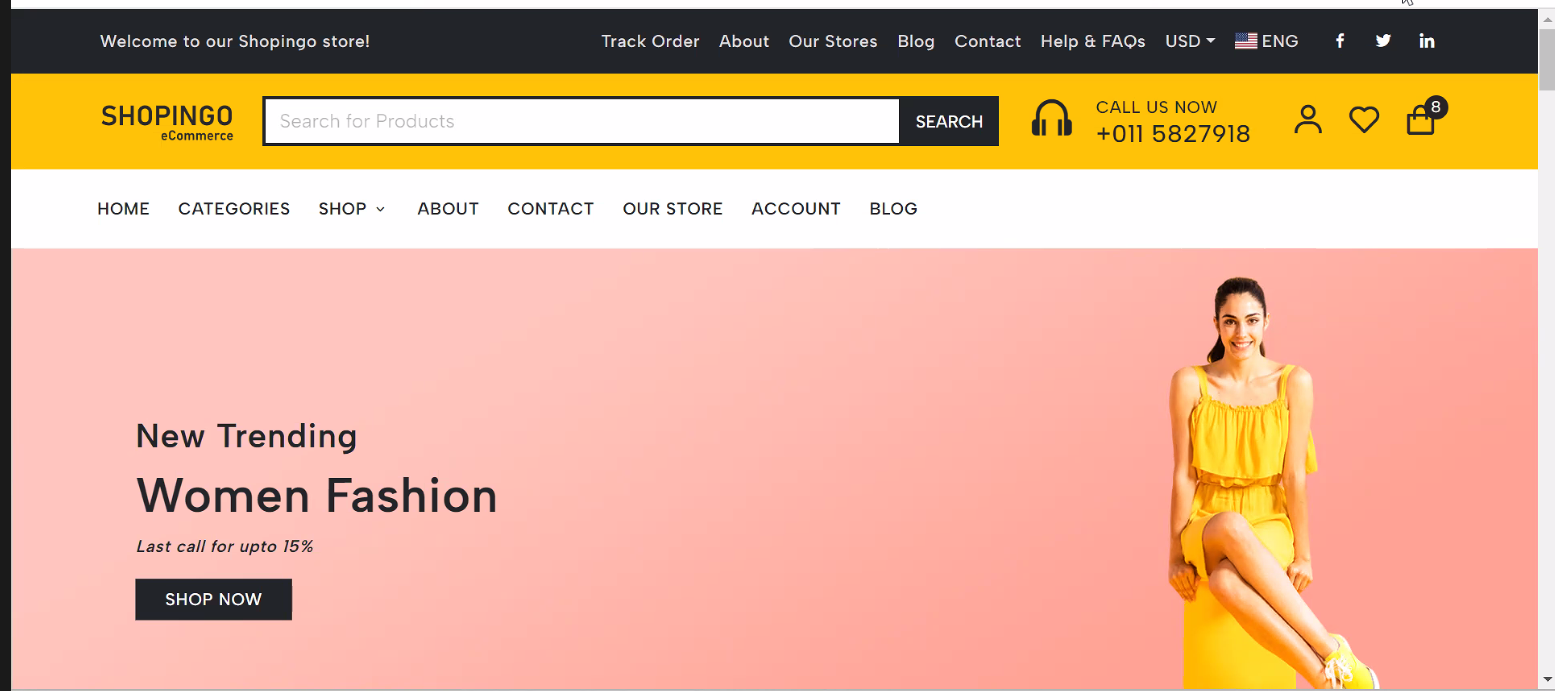 Welcome to our Shopingo store! Track Order About Our Stores Blog Contact Help & FAQs USD ENG
SHOPINGO
eCommerce
Search for Products SEARCH
CALL US NOW
+011 5827918
8
HOME CATEGORIES SHOP ABOUT CONTACT OUR STORE ACCOUNT BLOG
New Trending
Women Fashion
Last call for upto 15%
SHOP NOW